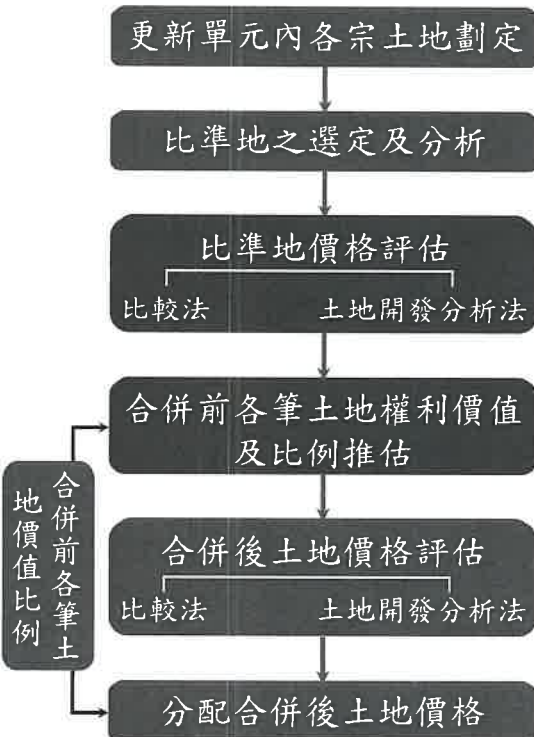 更新單元內各宗土地劃定
比準地之選定及分析
比準地價格評估
比較法
土地開發分析法
合併前各筆土地權利價值
及比例推估
合併前各筆土
地價值比例
合併後土地價格評估
比較法
土地開發分析法
分配合併後土地價格